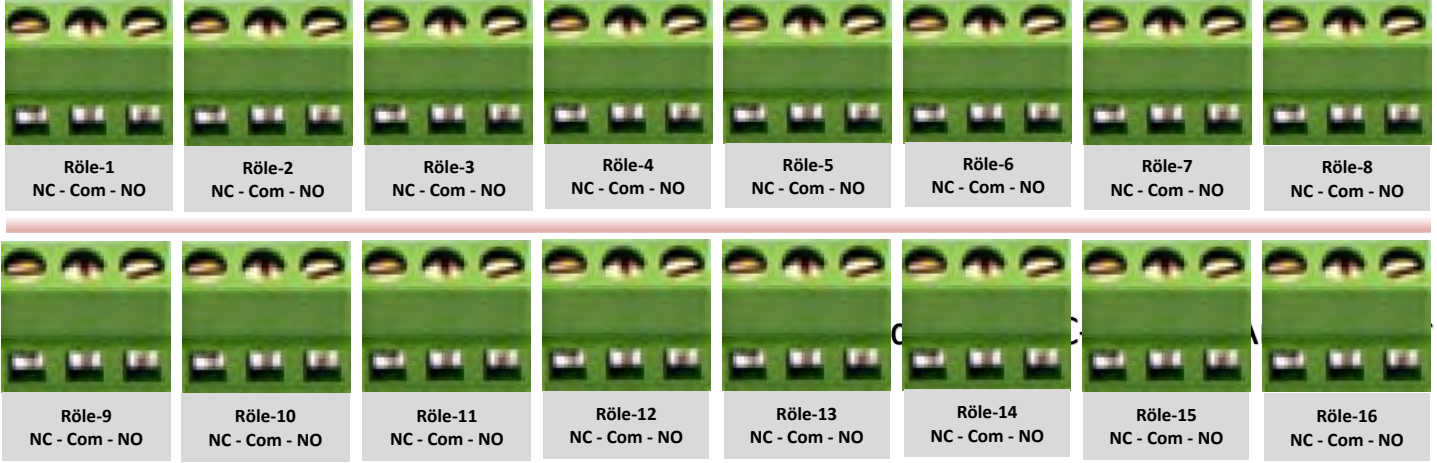 Röle-1
NC - Com - NO
Röle-2
NC - Com - NO
Röle-3
NC - Com - NO
Röle-4
NC - Com - NO
Röle-5
NC - Com - NO
Röle-6
NC - Com - NO
Röle-7
NC - Com - NO
Röle-8
NC - Com - NO
Röle-9
NC - Com - NO
Röle-10
NC - Com - NO
Röle-11
NC - Com - NO
Röle-12
NC - Com - NO
Röle-13
NC - Com - NO
Röle-14
NC - Com - NO
Röle-15
NC - Com - NO
Röle-16
NC - Com - NO